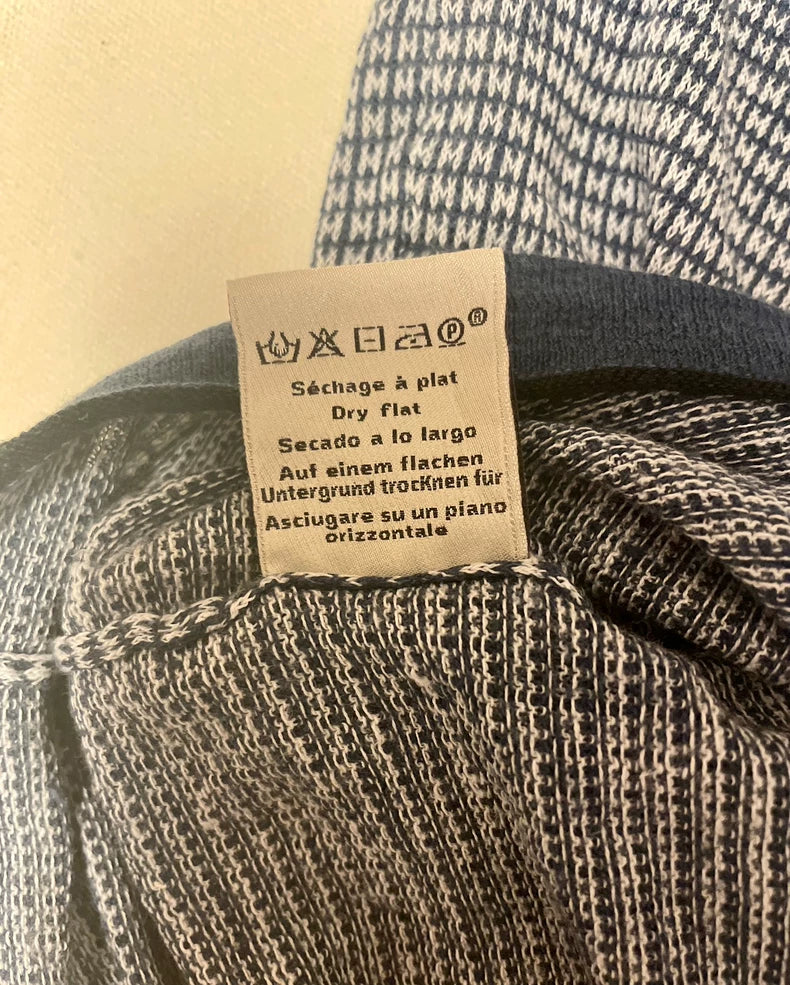 P ®
Séchage à plat
Dry flat
Secado a lo largo
Auf einem flachen
Untergrund trocKnen für
Asciugare su un piano
orizzontale